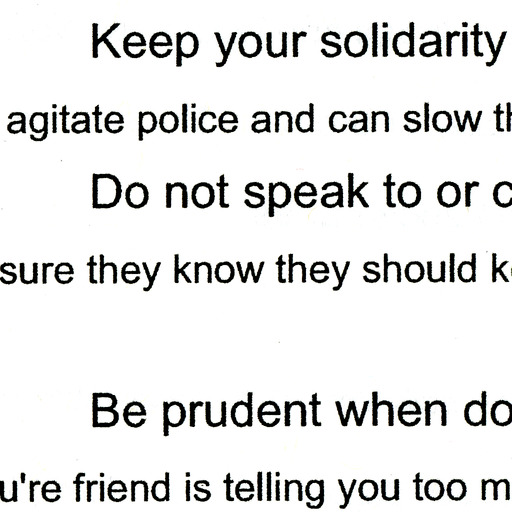 Keep your solidarity
agitate police and can slow th
Do not speak to or c
sure they know they should k
Be prudent when do
u're friend is telling you too m